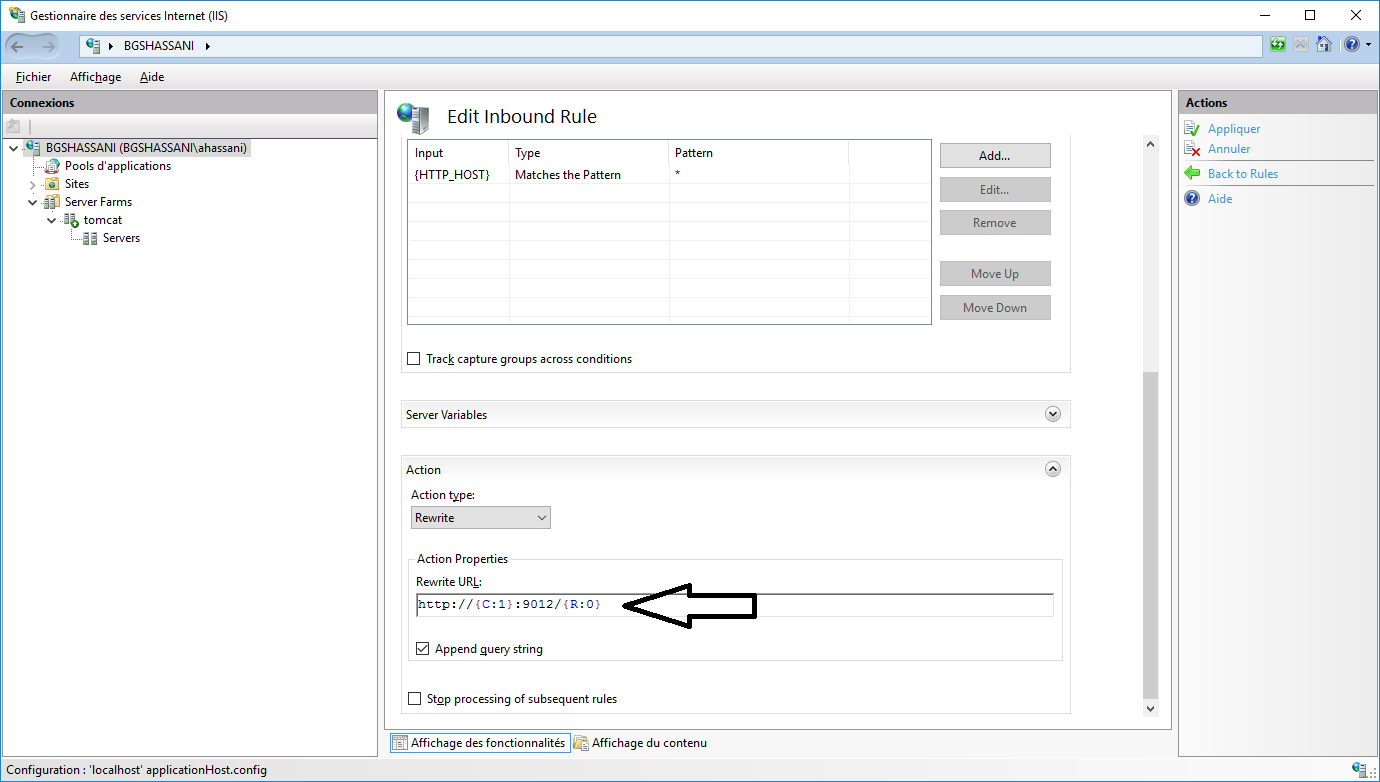 Gestionnaire des services Internet (IIS)
BGSHASSANI
Fichier Affichage Aide
Connexions
BGSHASSANI (BGSHASSANI\ahassani)
Pools d'applications
Sites
Server Farms
tomcat
Servers
Edit Inbound Rule
Input Type Pattern
{HTTP_HOST} Matches the Pattern *
Add...
Edit...
Remove
Move Up
Move Down
Track capture groups across conditions
Server Variables
Action
Action type:
Rewrite
Action Properties
Rewrite URL:
http://{C:1}:9012/{R:0}
Append query string
Stop processing of subsequent rules
Affichage des fonctionnalités Affichage du contenu
Actions
Appliquer
Annuler
Back to Rules
Aide
Configuration : 'localhost' applicationHost.config